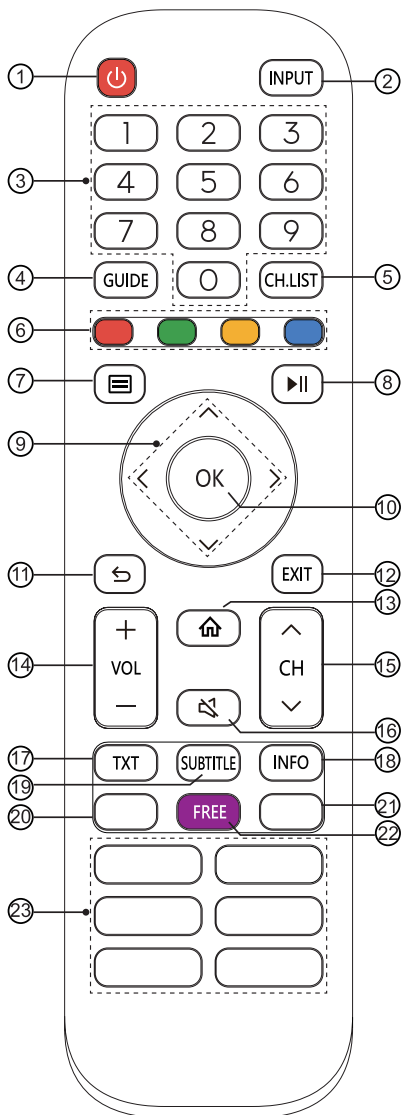 ① INPUT ②
1 2 3
③ 4 5 6
7 8 9
④ GUIDE 0 CH.LIST ⑤
⑥
⑦ ⑧
⑨
OK
⑩
⑪ EXIT ⑫
⑬
+
⑭ VOL CH ⑮
−
⑯
⑰ TXT SUBTITLE INFO ⑱
⑲
⑳ FREE ㉑
㉒
㉓